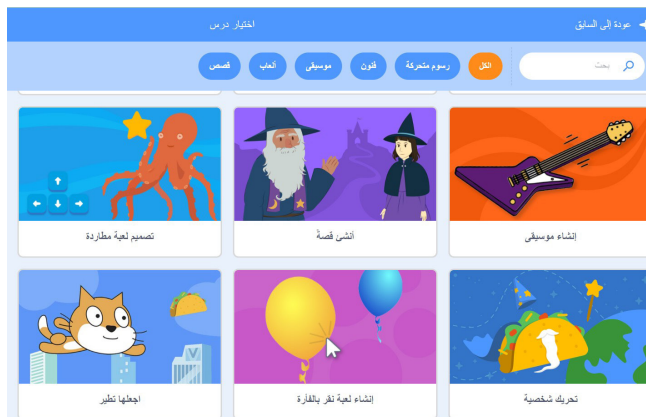 عودة إلى السابق
اختيار درس
بحث
الكل
رسوم متحركة
فنون
موسيقى
ألعاب
قصص
إنشاء موسيقى
أنشئ قصةً
تصميم لعبة مطاردة
تحريك شخصية
إنشاء لعبة نقر بالفأرة
اجعلها تطير